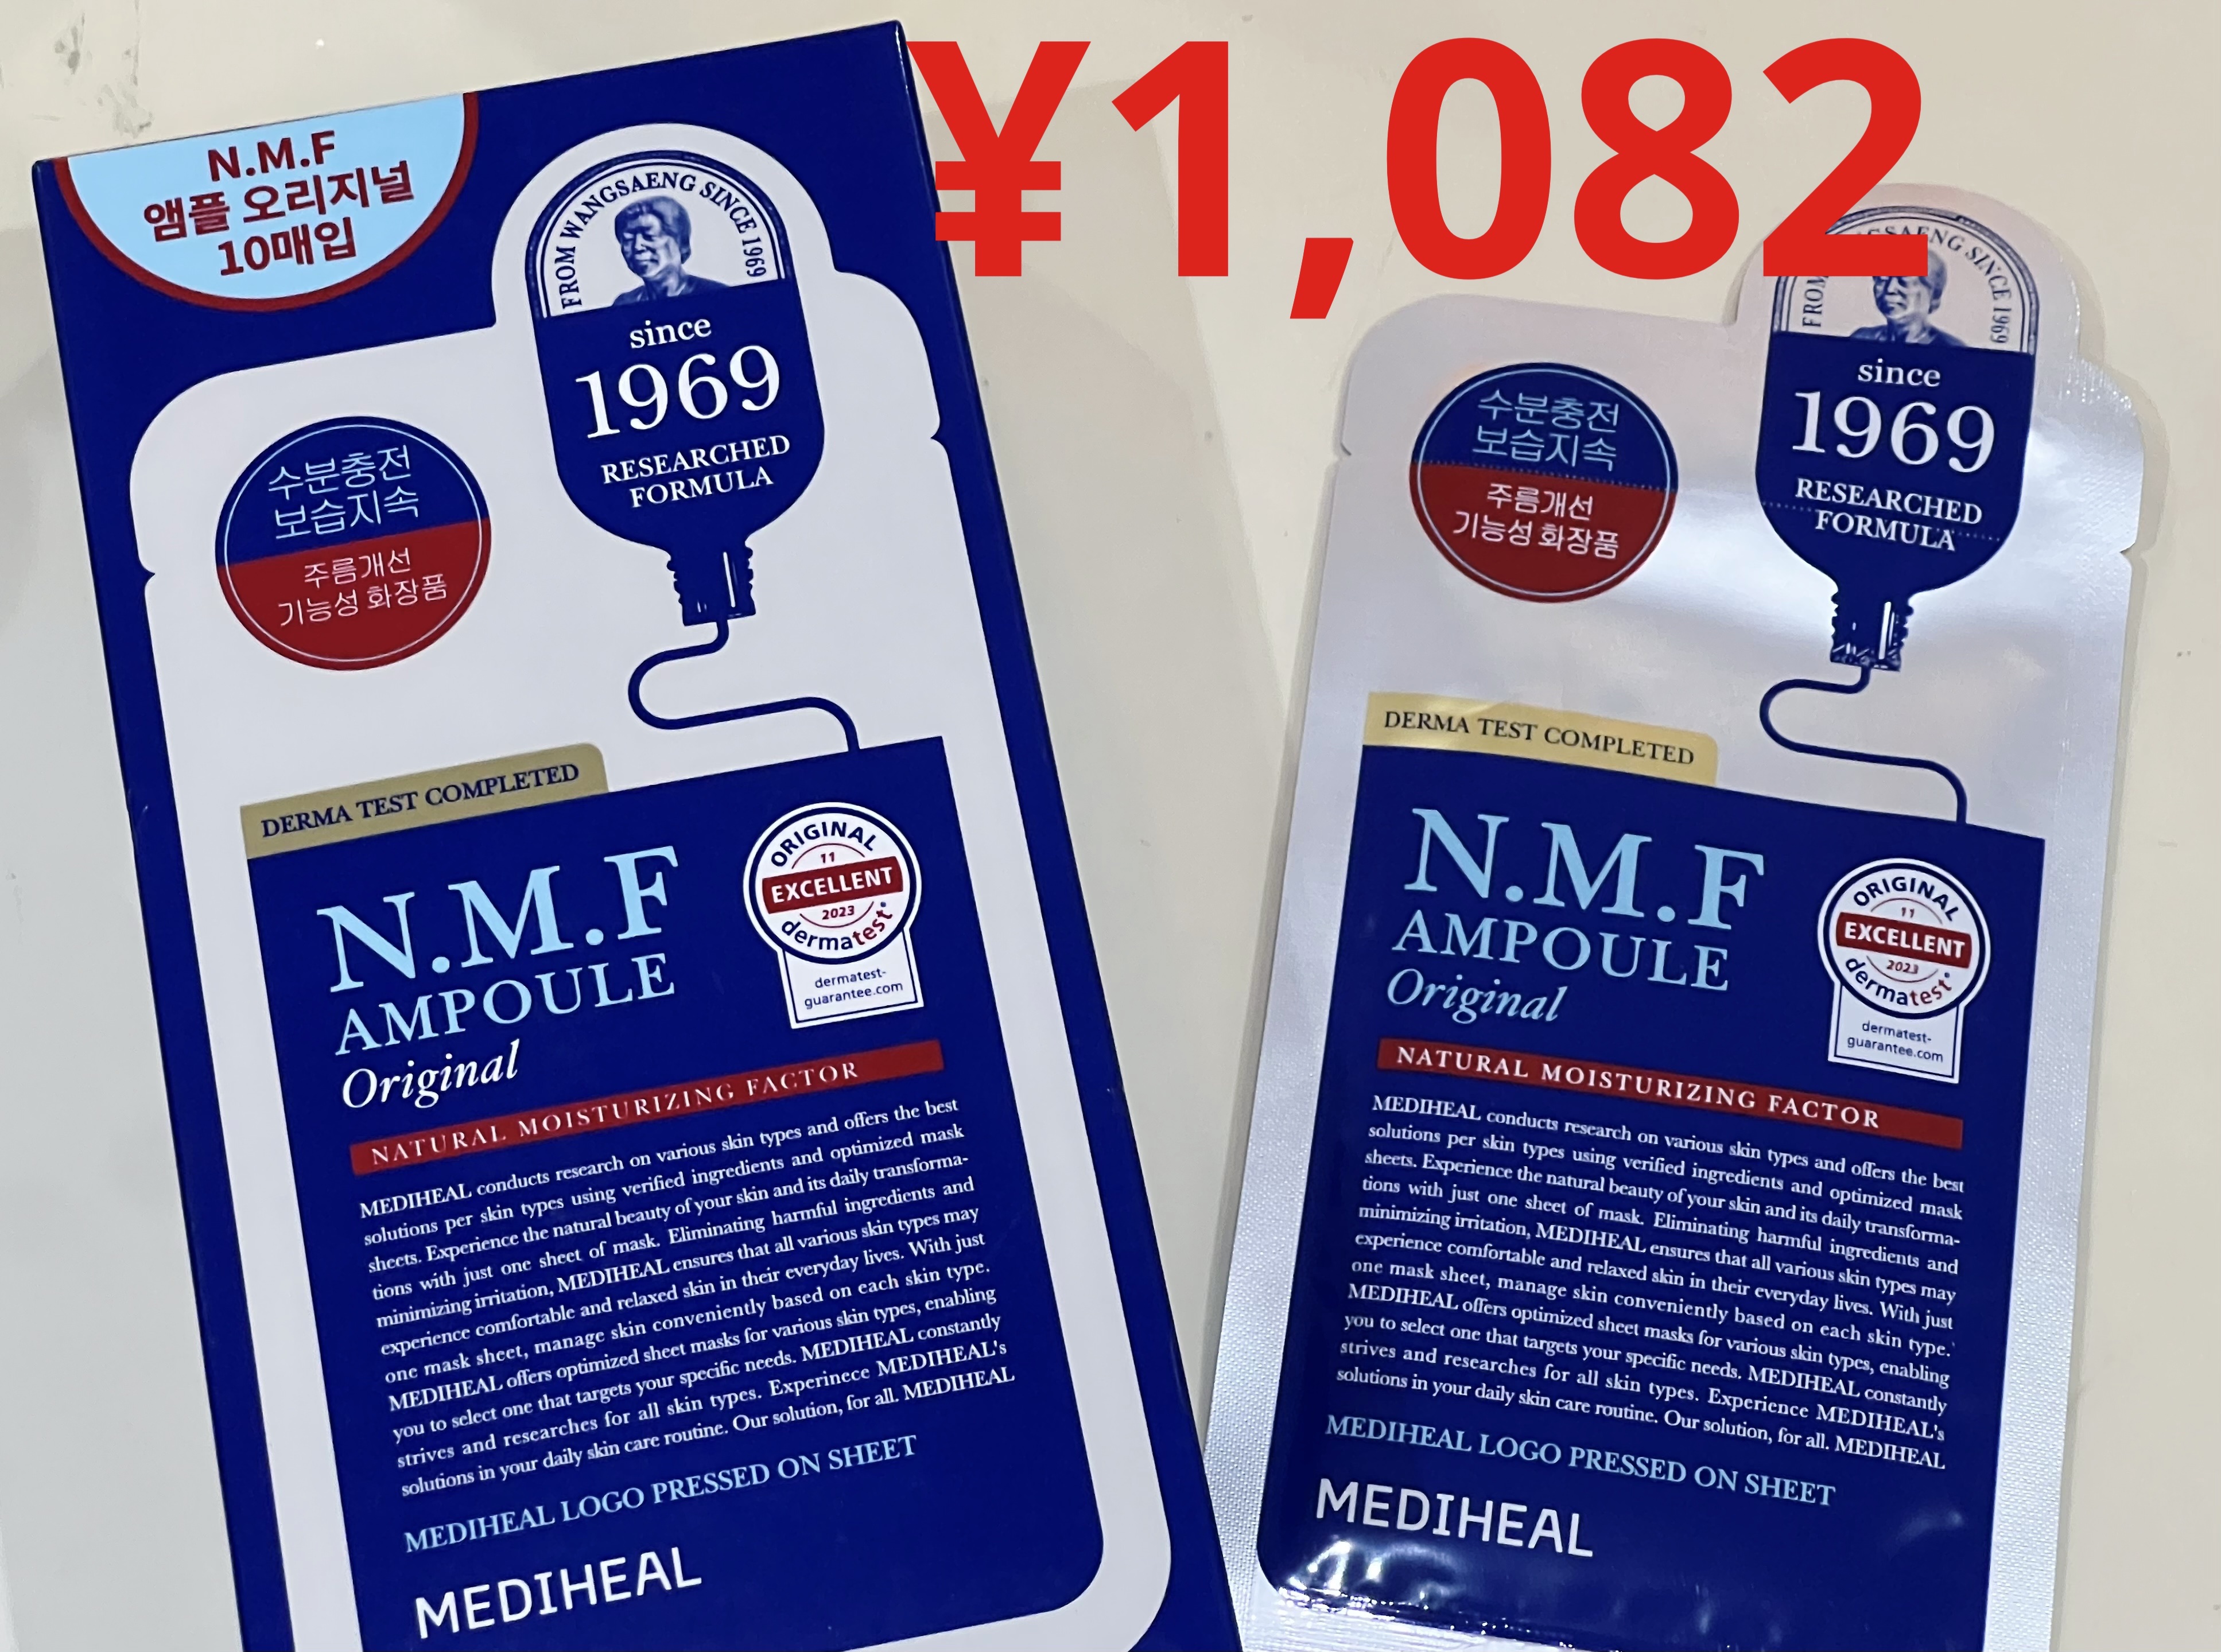 ¥1,082
N.M.F
앰플 오리지널
10매입
FROM WANGSAENG SINCE 1969
since
1969
RESEARCHED
FORMULA
수분충전
보습지속
주름개선
기능성 화장품
DERMA TEST COMPLETED
N.M.F
AMPOULE
Original
ORIGINAL
11
EXCELLENT
2023
dermatest
dermatest-
guarantee.com
NATURAL MOISTURIZING FACTOR
MEDIHEAL conducts research on various skin types and offers the best
solutions per skin types using verified ingredients and optimized mask
sheets. Experience the natural beauty of your skin and its daily transforma-
tions with just one sheet of mask. Eliminating harmful ingredients and
minimizing irritation, MEDIHEAL ensures that all various skin types may
experience comfortable and relaxed skin in their everyday lives. With just
one mask sheet, manage skin conveniently based on each skin type.
MEDIHEAL offers optimized sheet masks for various skin types, enabling
you to select one that targets your specific needs. MEDIHEAL constantly
strives and researches for all skin types. Experinece MEDIHEAL's
solutions in your daily skin care routine. Our solution, for all. MEDIHEAL
MEDIHEAL LOGO PRESSED ON SHEET
MEDIHEAL
FROM SINCE 1969
since
1969
RESEARCHED
FORMULA
수분충전
보습지속
주름개선
기능성 화장품
DERMA TEST COMPLETED
N.M.F
AMPOULE
Original
ORIGINAL
11
EXCELLENT
2023
dermatest
dermatest-
guarantee.com
NATURAL MOISTURIZING FACTOR
MEDIHEAL conducts research on various skin types and offers the best
solutions per skin types using verified ingredients and optimized mask
sheets. Experience the natural beauty of your skin and its daily transforma-
tions with just one sheet of mask. Eliminating harmful ingredients and
minimizing irritation, MEDIHEAL ensures that all various skin types may
experience comfortable and relaxed skin in their everyday lives. With just
one mask sheet, manage skin conveniently based on each skin type.
MEDIHEAL offers optimized sheet masks for various skin types, enabling
you to select one that targets your specific needs. MEDIHEAL constantly
strives and researches for all skin types. Experience MEDIHEAL's
solutions in your daily skin care routine. Our solution, for all. MEDIHEAL
MEDIHEAL LOGO PRESSED ON SHEET
MEDIHEAL